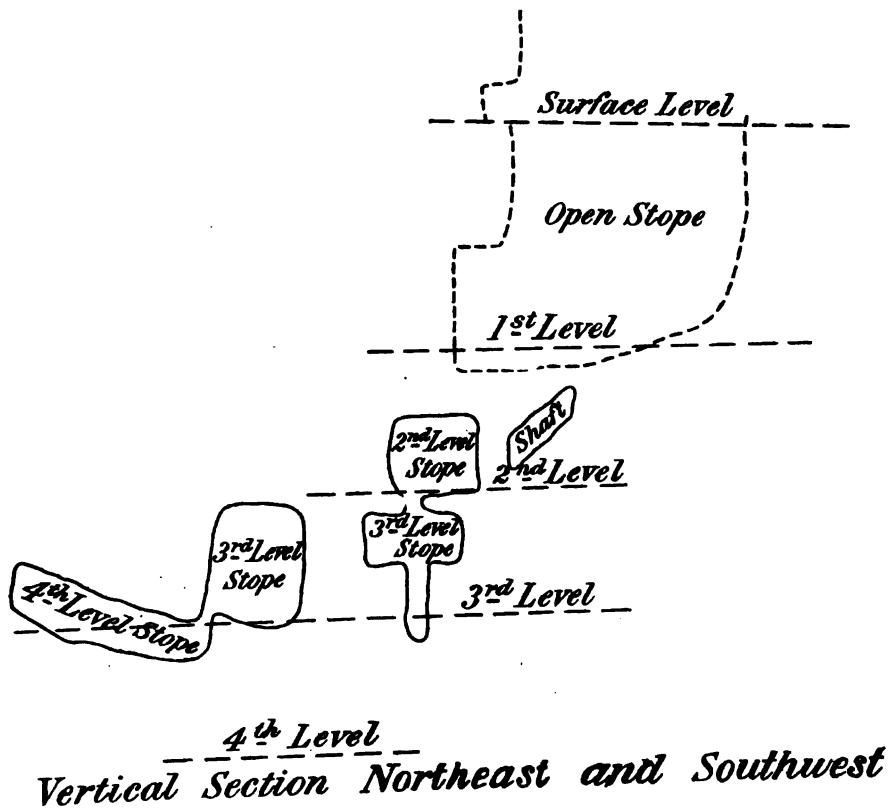 Surface Level
Open Stope
1st Level
Shaft
2nd Level
Stope
2nd Level
3rd Level
Stope
3rd Level
Stope
3rd Level
4th Level Stope
4th Level
Vertical Section Northeast and Southwest